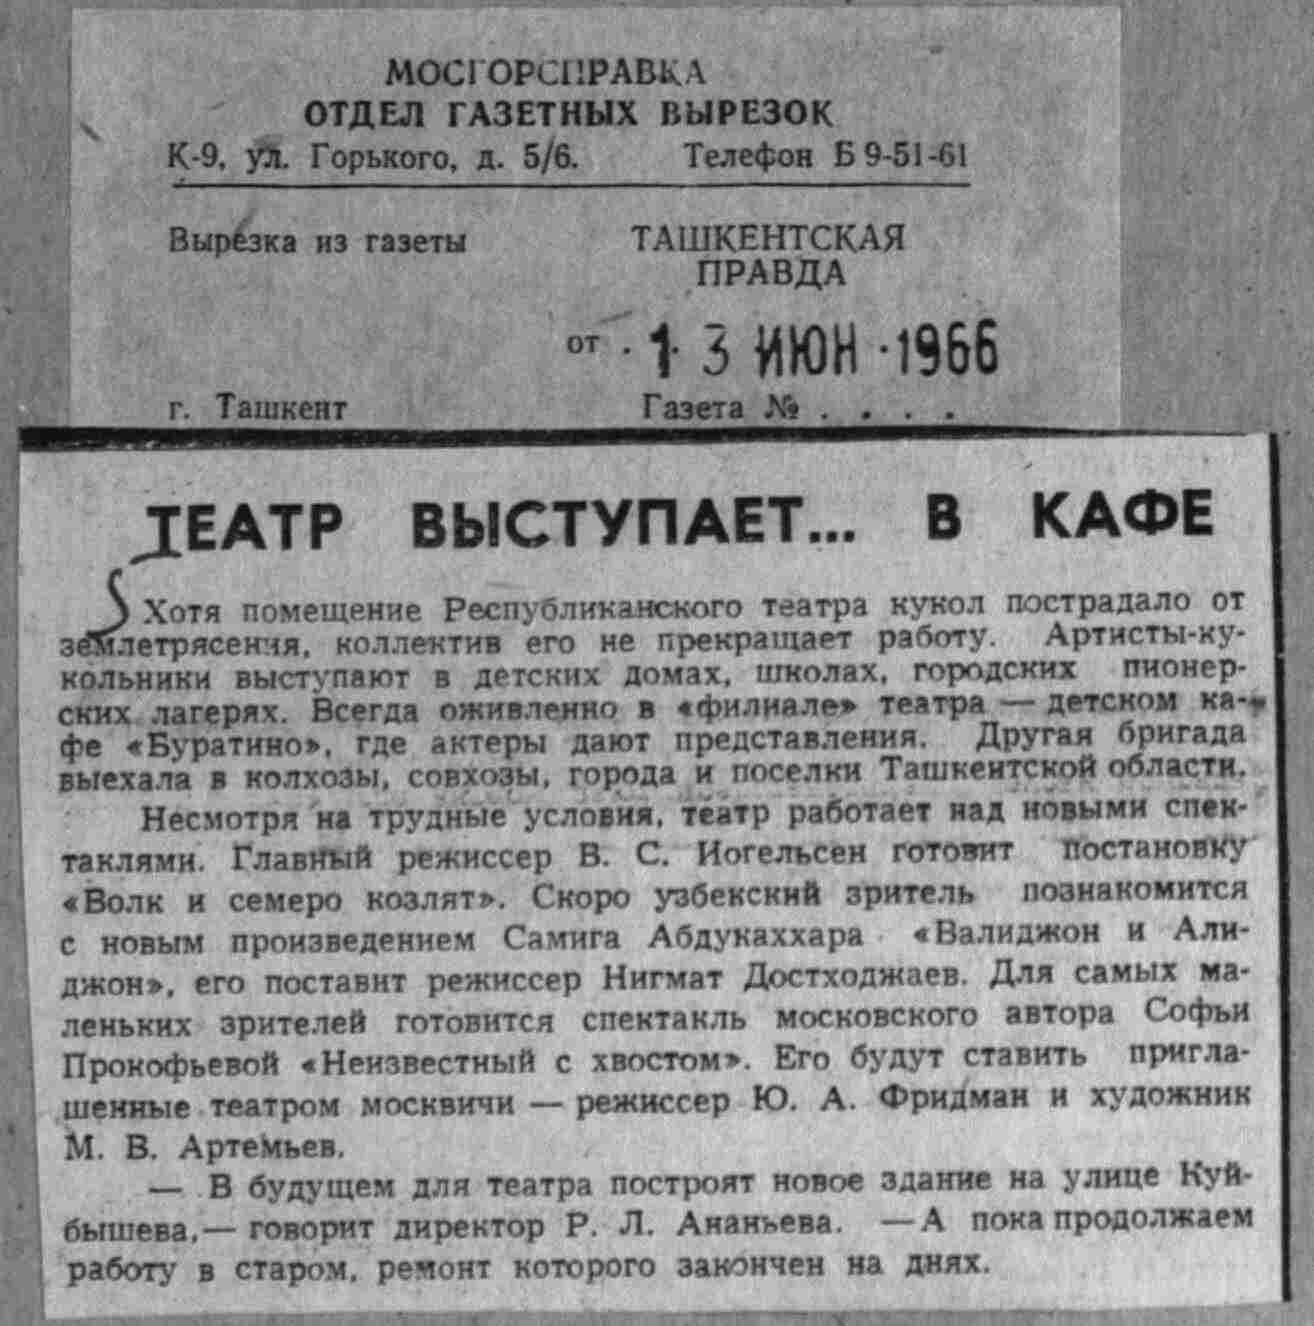 МОСГОРСПРАВКА
ОТДЕЛ ГАЗЕТНЫХ ВЫРЕЗОК
К-9, ул. Горького, д. 5/6. Телефон Б 9-51-61
Вырезка из газеты ТАШКЕНТСКАЯ
ПРАВДА
от . 13 ИЮН . 1966
г. Ташкент Газета № . . . .
ТЕАТР ВЫСТУПАЕТ... В КАФЕ
Хотя помещение Республиканского театра кукол пострадало от
землетрясения, коллектив его не прекращает работу. Артисты-ку-
кольники выступают в детских домах, школах, городских пионер-
ских лагерях. Всегда оживленно в «филиале» театра — детском ка-
фе «Буратино», где актеры дают представления. Другая бригада
выехала в колхозы, совхозы, города и поселки Ташкентской области.
Несмотря на трудные условия, театр работает над новыми спек-
таклями. Главный режиссер В. С. Иогельсен готовит постановку
«Волк и семеро козлят». Скоро узбекский зритель познакомится
с новым произведением Самига Абдукаххара «Валиджон и Али-
джон», его поставит режиссер Нигмат Достходжаев. Для самых ма-
леньких зрителей готовится спектакль московского автора Софьи
Прокофьевой «Неизвестный с хвостом». Его будут ставить пригла-
шенные театром москвичи — режиссер Ю. А. Фридман и художник
М. В. Артемьев.
— В будущем для театра построят новое здание на улице Куй-
бышева,— говорит директор Р. Л. Ананьева. — А пока продолжаем
работу в старом, ремонт которого закончен на днях.